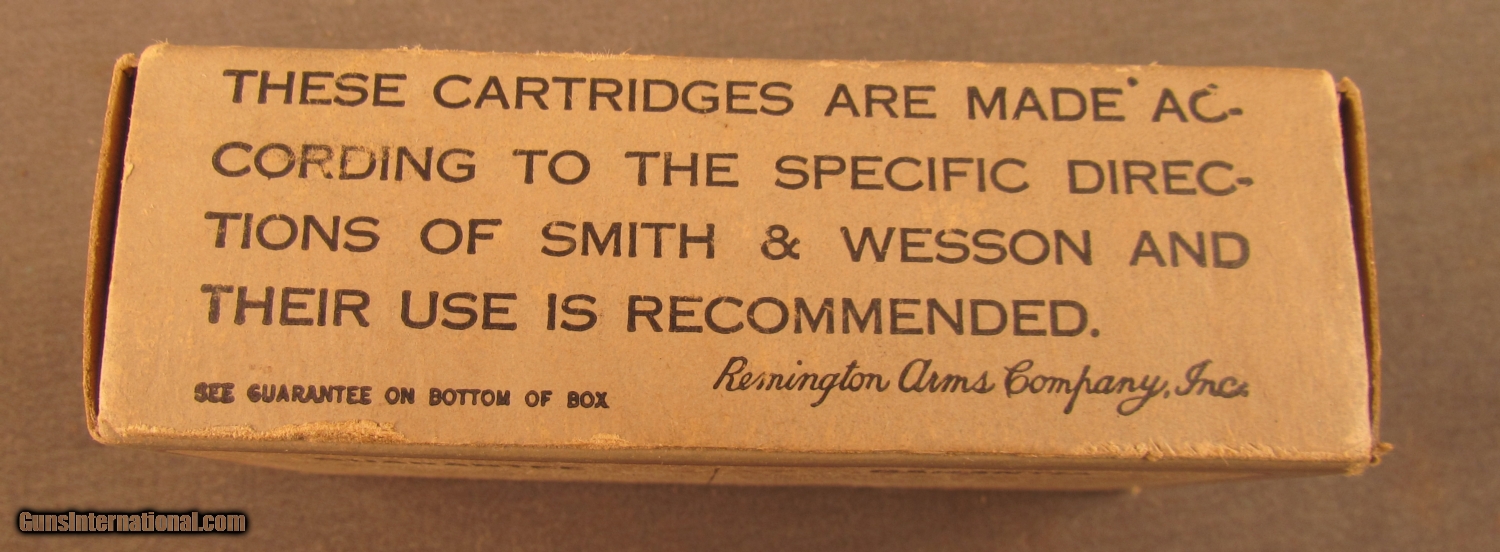 THESE CARTRIDGES ARE MADE AC-
CORDING TO THE SPECIFIC DIREC-
TIONS OF SMITH & WESSON AND
THEIR USE IS RECOMMENDED.
Remington Arms Company, Inc.
SEE GUARANTEE ON BOTTOM OF BOX
GunsInternational.com